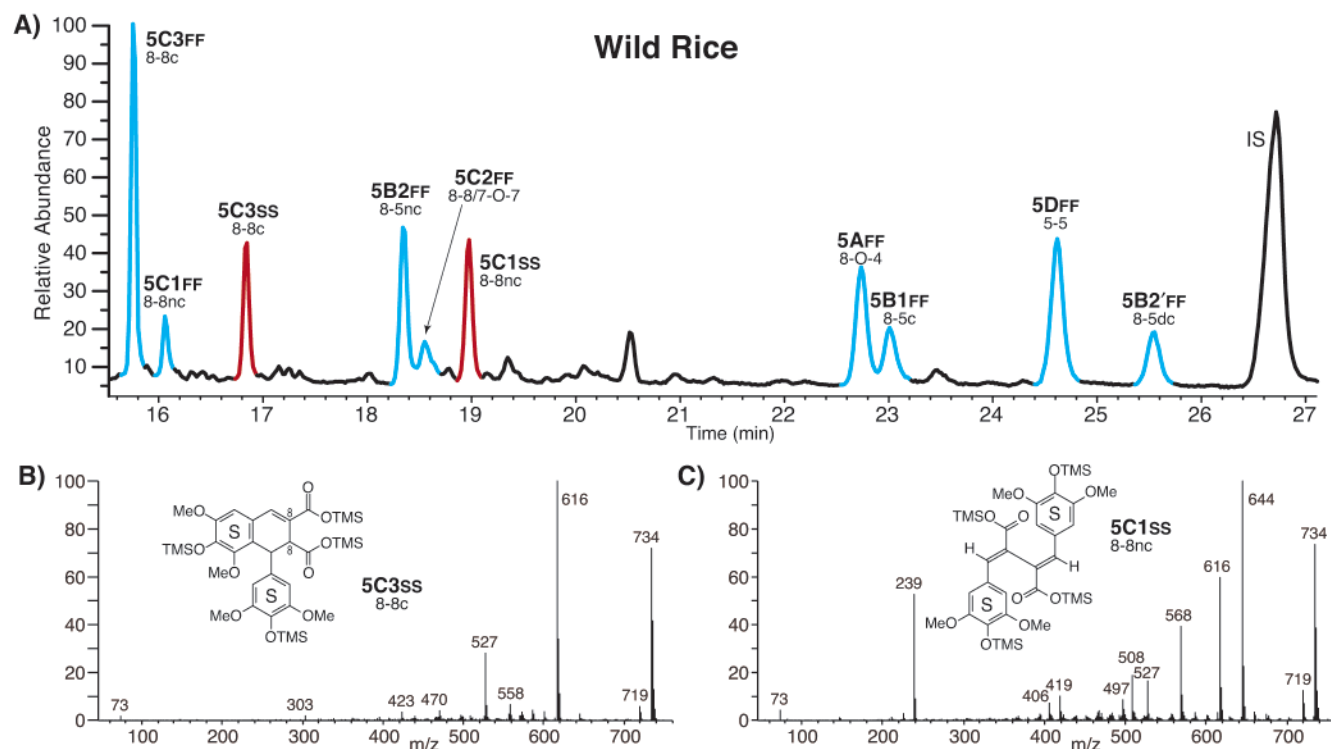 A)
Wild Rice
Relative Abundance
100
90
80
70
60
50
40
30
20
10
5C3FF
8-8c
5C1FF
8-8nc
5C3SS
8-8c
5B2FF
8-5nc
5C2FF
8-8/7-O-7
5C1SS
8-8nc
5AFF
8-O-4
5B1FF
8-5c
5DFF
5-5
5B2'FF
8-5dc
IS
16 17 18 19 20 21 22 23 24 25 26 27
Time (min)
B)
100
80
60
40
20
0
616
734
527
719
73
303
423
470
558
O
MeO
8
OTMS
S
TMSO
8
OTMS
MeO
O
S
MeO
OMe
OTMS
5C3SS
8-8c
100 200 300 400 500 600 700
m/z
C)
100
80
60
40
20
0
644
734
616
239
568
508
527
719
497
419
406
73
OTMS
MeO
OMe
S
OTMS
O
H
H
O
S
OTMS
MeO
OMe
OTMS
5C1SS
8-8nc
100 200 300 400 500 600 700
m/z